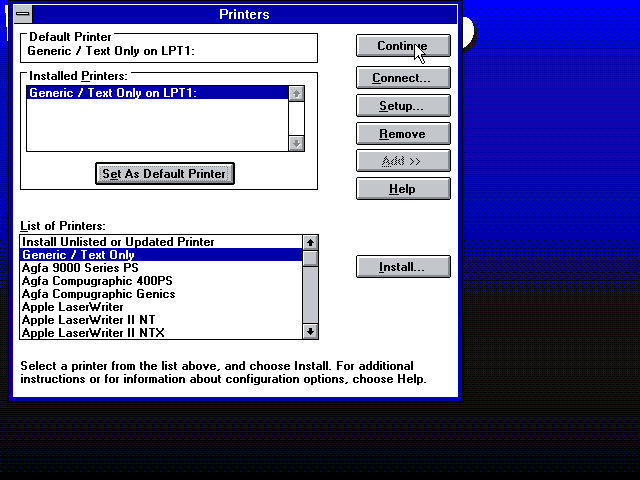 Printers
Default Printer
Generic / Text Only on LPT1:
Continue
Installed Printers:
Generic / Text Only on LPT1:
Connect...
Setup...
Remove
Add >>
Help
Set As Default Printer
List of Printers:
Install Unlisted or Updated Printer
Generic / Text Only
Agfa 9000 Series PS
Agfa Compugraphic 400PS
Agfa Compugraphic Genics
Apple LaserWriter
Apple LaserWriter II NT
Apple LaserWriter II NTX
Install...
Select a printer from the list above, and choose Install. For additional
instructions or for information about configuration options, choose Help.